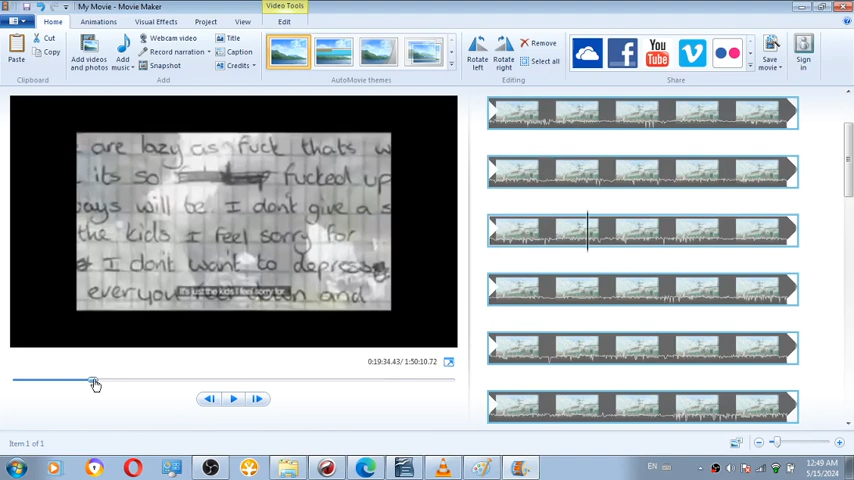 My Movie - Movie Maker
Video Tools
Home
Animations
Visual Effects
Project
View
Edit
Paste
Cut
Copy
Clipboard
Add videos and photos
Add music
Webcam video
Record narration
Snapshot
Title
Caption
Credits
Add
AutoMovie themes
Rotate left
Rotate right
Remove
Select all
Editing
You Tube
Share
Save movie
Sign in
are lazy as fuck thats w
its so fucked up
ays will be. I dont give a s
the kids I feel sorry for
I dont want to depress
everyone and
It's just the kids I feel sorry for.
0:19:34.43/ 1:50:10.72
Item 1 of 1
EN
12:49 AM
5/15/2024